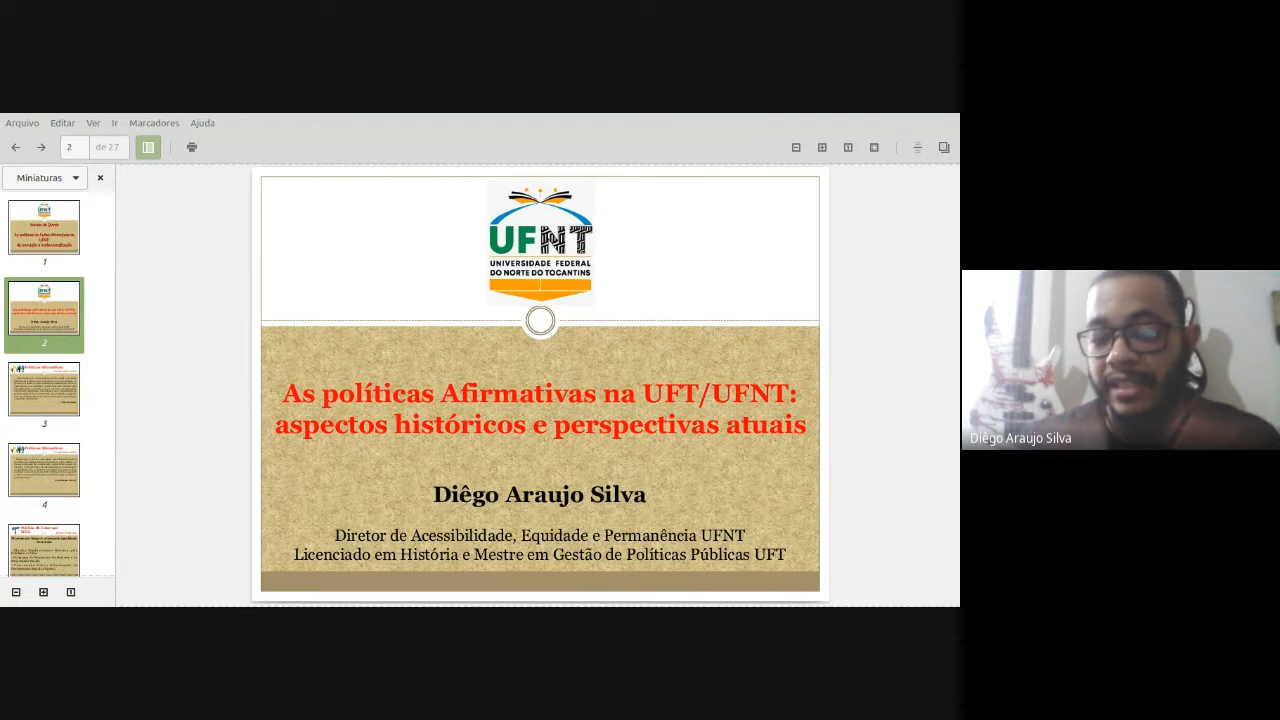 Arquivo Editar Ver Ir Marcadores Ajuda
2 de 27
Miniaturas
1
2
3
4
UFNT
UNIVERSIDADE FEDERAL
DO NORTE DO TOCANTINS
As políticas Afirmativas na UFT/UFNT:
aspectos históricos e perspectivas atuais
Diêgo Araujo Silva
Diretor de Acessibilidade, Equidade e Permanência UFNT
Licenciado em História e Mestre em Gestão de Políticas Públicas UFT
Diêgo Araujo Silva